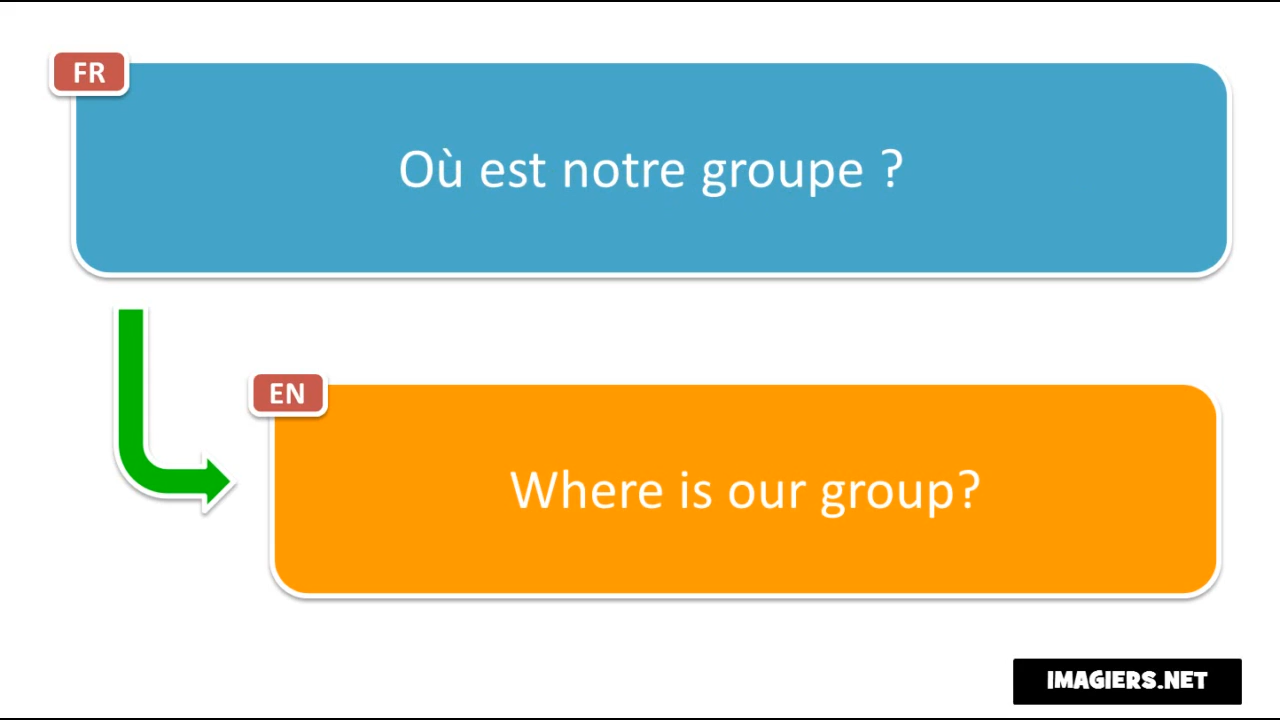 FR
Où est notre groupe ?
EN
Where is our group?
IMAGIERS.NET